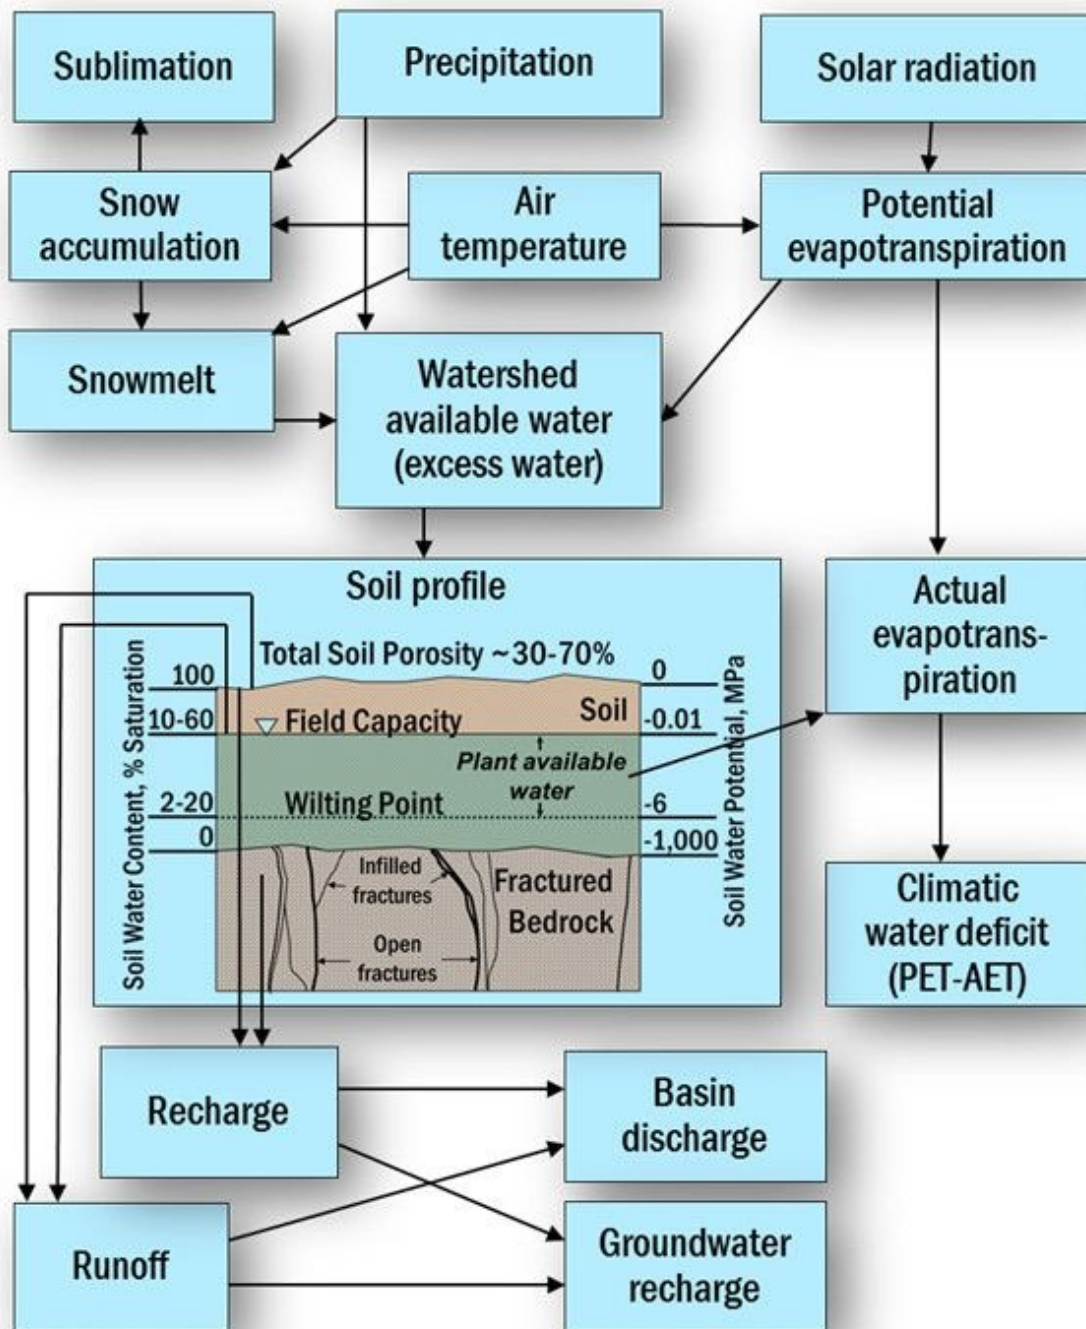 Sublimation
Precipitation
Solar radiation
Snow
accumulation
Air
temperature
Potential
evapotranspiration
Snowmelt
Watershed
available water
(excess water)
Soil profile
Total Soil Porosity ~30-70%
Soil Water Content, % Saturation
100
10-60
2-20
0
Field Capacity
Soil
Plant available
water
Wilting Point
0
-0.01
-6
-1,000
Soil Water Potential, MPa
Infilled
fractures
Fractured
Bedrock
Open
fractures
Actual
evapotrans-
piration
Climatic
water deficit
(PET-AET)
Recharge
Basin
discharge
Runoff
Groundwater
recharge